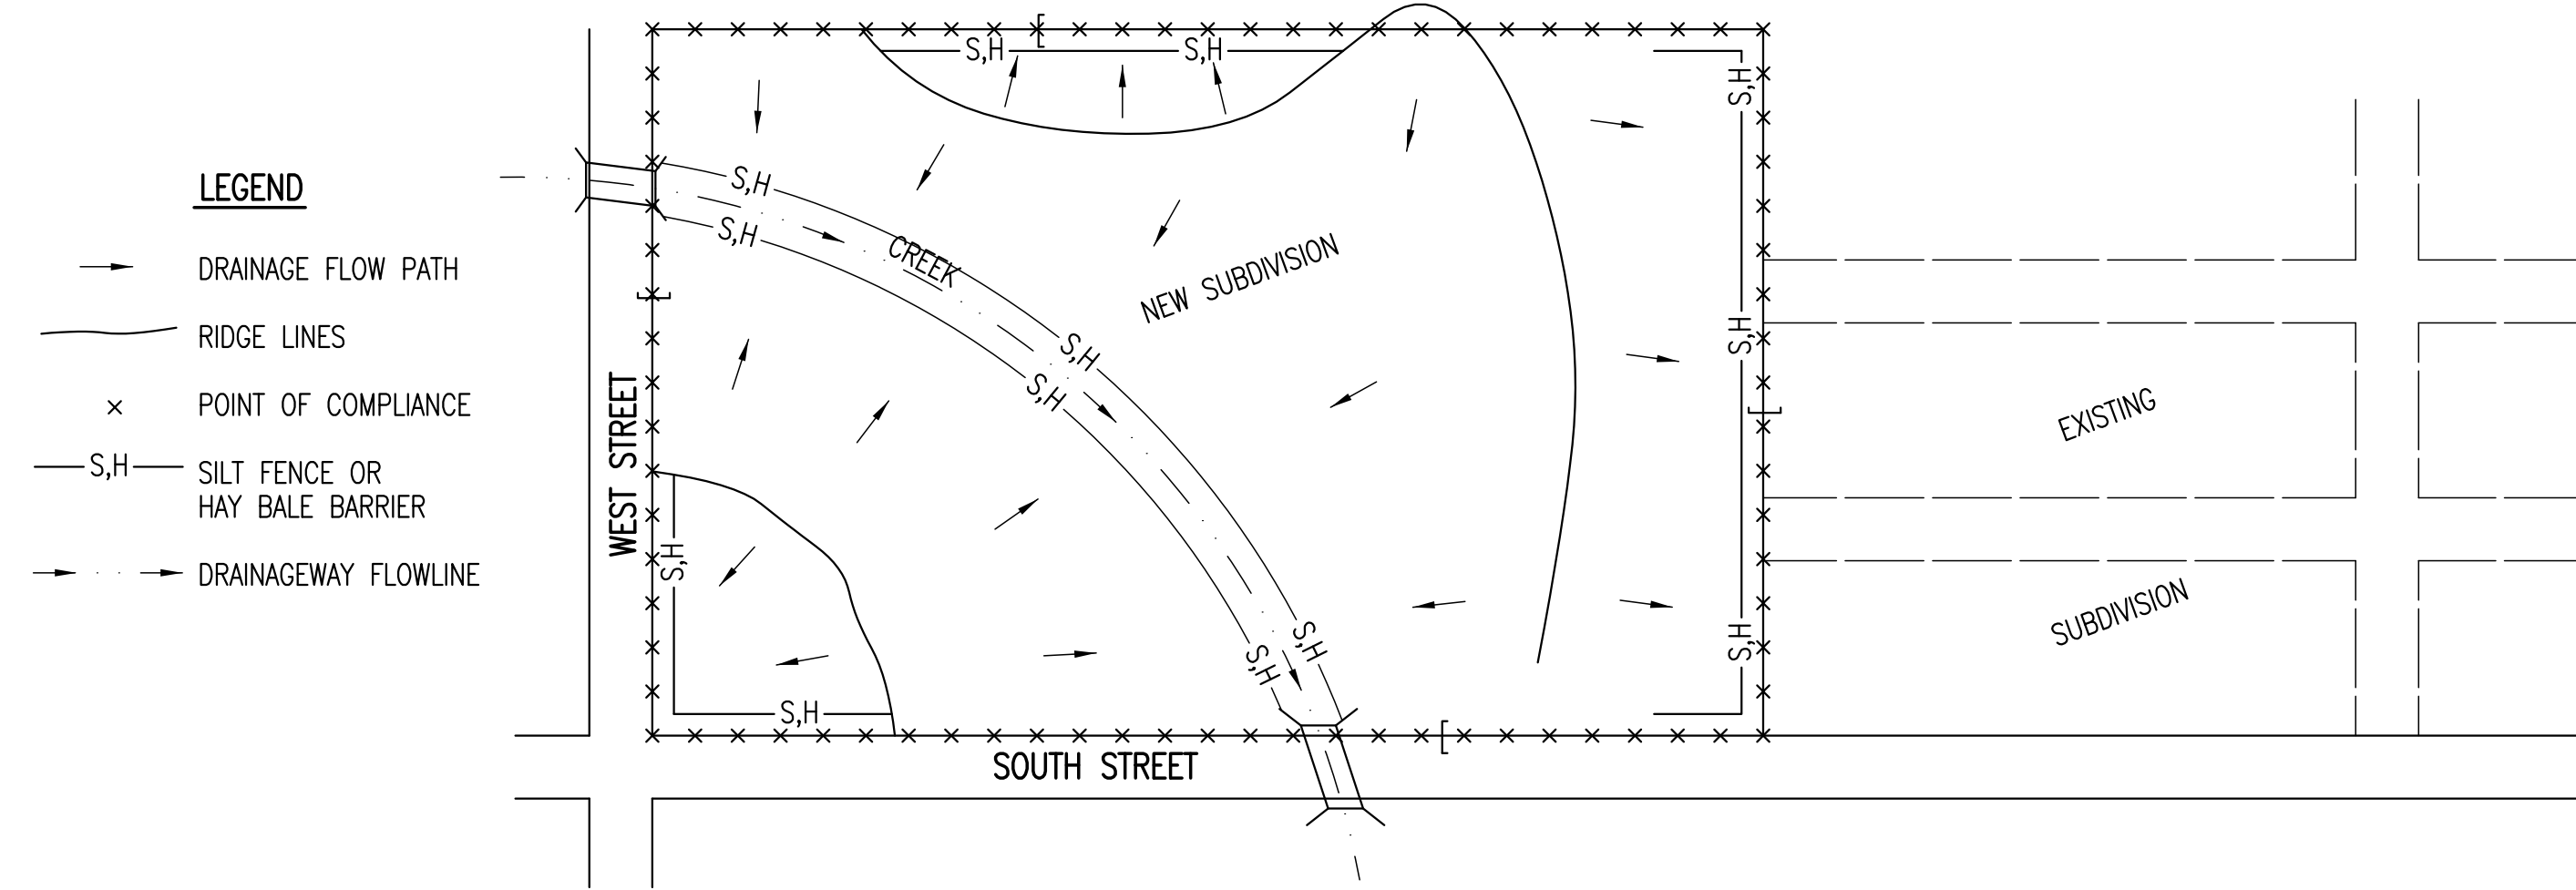 LEGEND
DRAINAGE FLOW PATH
RIDGE LINES
POINT OF COMPLIANCE
S,H
SILT FENCE OR
HAY BALE BARRIER
DRAINAGEWAY FLOWLINE
S,H
S,H
S,H
S,H
S,H
CREEK
NEW SUBDIVISION
S,H
S,H
S,H
WEST STREET
EXISTING
S,H
S,H
S,H
S,H
SUBDIVISION
S,H
SOUTH STREET